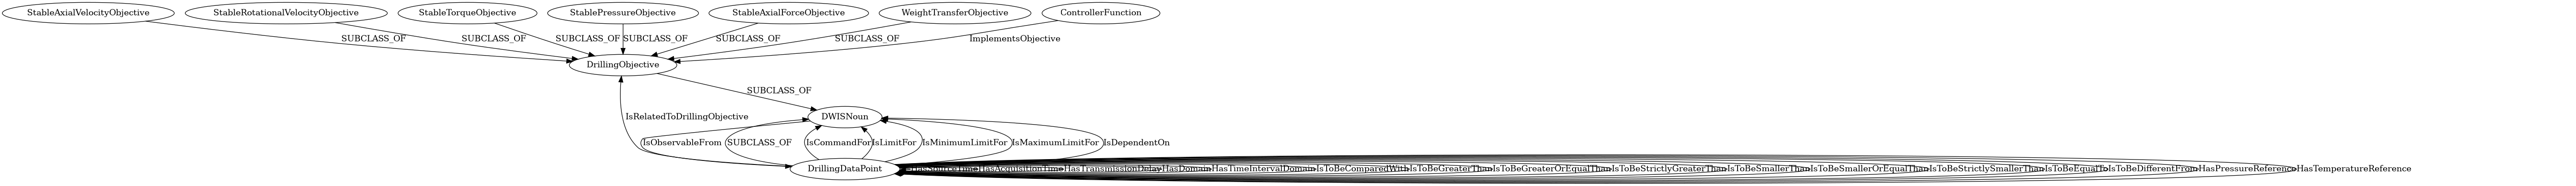 StableAxialVelocityObjective
StableRotationalVelocityObjective
StableTorqueObjective
StablePressureObjective
StableAxialForceObjective
WeightTransferObjective
ControllerFunction
SUBCLASS_OF
SUBCLASS_OF
SUBCLASS_OF
SUBCLASS_OF
SUBCLASS_OF
SUBCLASS_OF
ImplementsObjective
DrillingObjective
SUBCLASS_OF
IsRelatedToDrillingObjective
DWISNoun
IsObservableFrom
SUBCLASS_OF
IsCommandFor
IsLimitFor
IsMinimumLimitFor
IsMaximumLimitFor
IsDependentOn
DrillingDataPoint
HasSourceTime
HasAcquisitionTime
HasTransmissionDelay
HasDomain
HasTimeIntervalDomain
IsToBeComparedWith
IsToBeGreaterThan
IsToBeGreaterOrEqualThan
IsToBeStrictlyGreaterThan
IsToBeSmallerThan
IsToBeSmallerOrEqualThan
IsToBeStrictlySmallerThan
IsToBeEqualTo
IsToBeDifferentFrom
HasPressureReference
HasTemperatureReference